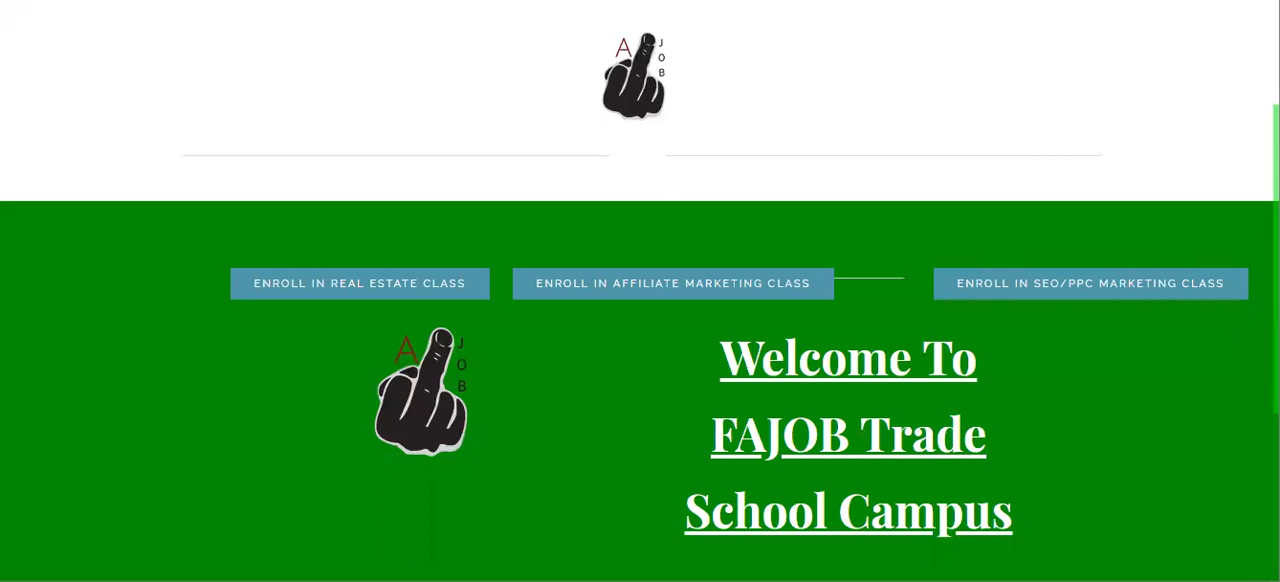 A
J
O
B
ENROLL IN REAL ESTATE CLASS
ENROLL IN AFFILIATE MARKETING CLASS
ENROLL IN SEO/PPC MARKETING CLASS
A
J
O
B
Welcome To
FAJOB Trade
School Campus